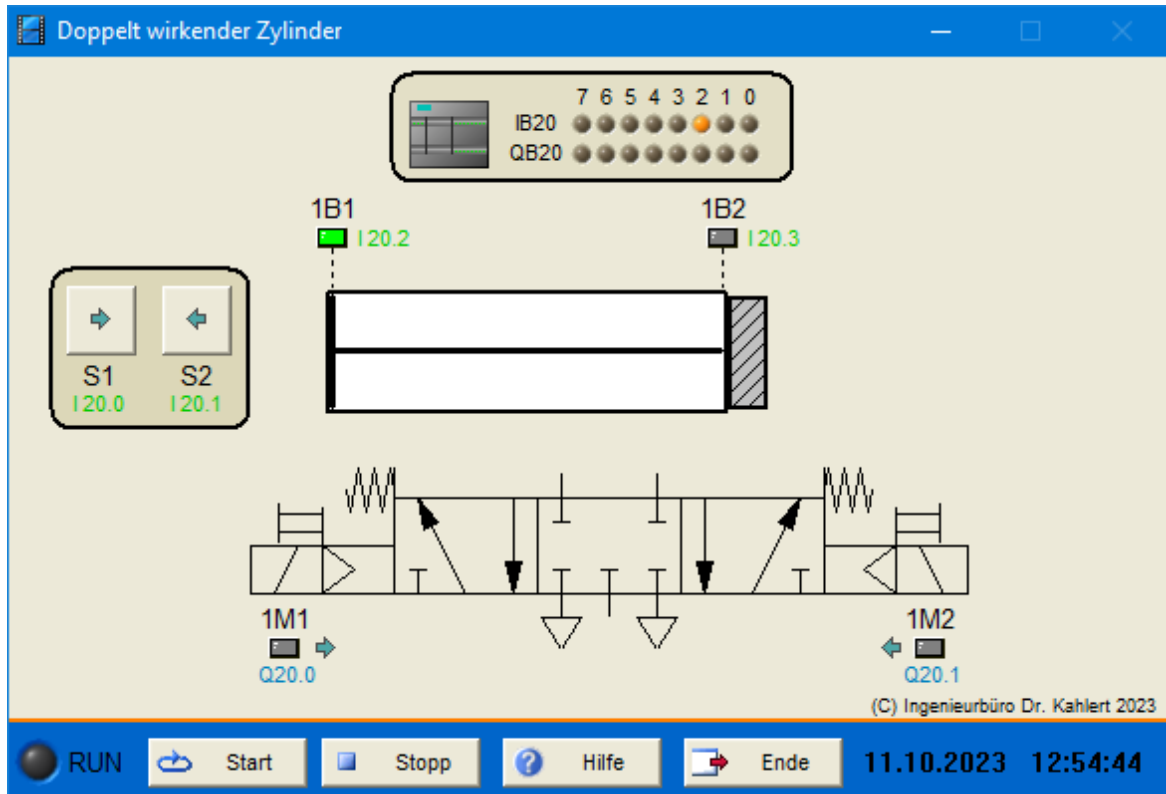 Doppelt wirkender Zylinder
7 6 5 4 3 2 1 0
IB20
QB20
1B1
I 20.2
1B2
I 20.3
S1
I 20.0
S2
I 20.1
1M1
Q20.0
1M2
Q20.1
(C) Ingenieurbüro Dr. Kahlert 2023
RUN Start Stopp Hilfe Ende 11.10.2023 12:54:44